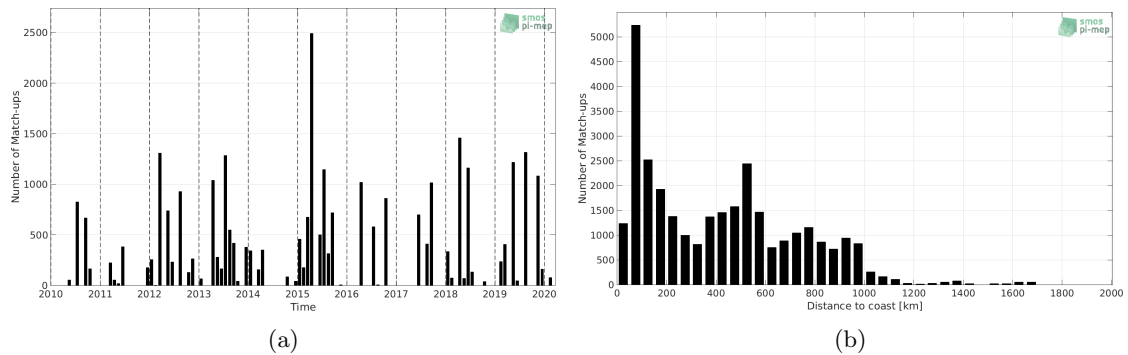 smos
pi-mep
Number of Match-ups
2500
2000
1500
1000
500
0
2010 2011 2012 2013 2014 2015 2016 2017 2018 2019 2020
Time
(a)
smos
pi-mep
Number of Match-ups
5000
4500
4000
3500
3000
2500
2000
1500
1000
500
0
0 200 400 600 800 1000 1200 1400 1600 1800 2000
Distance to coast [km]
(b)